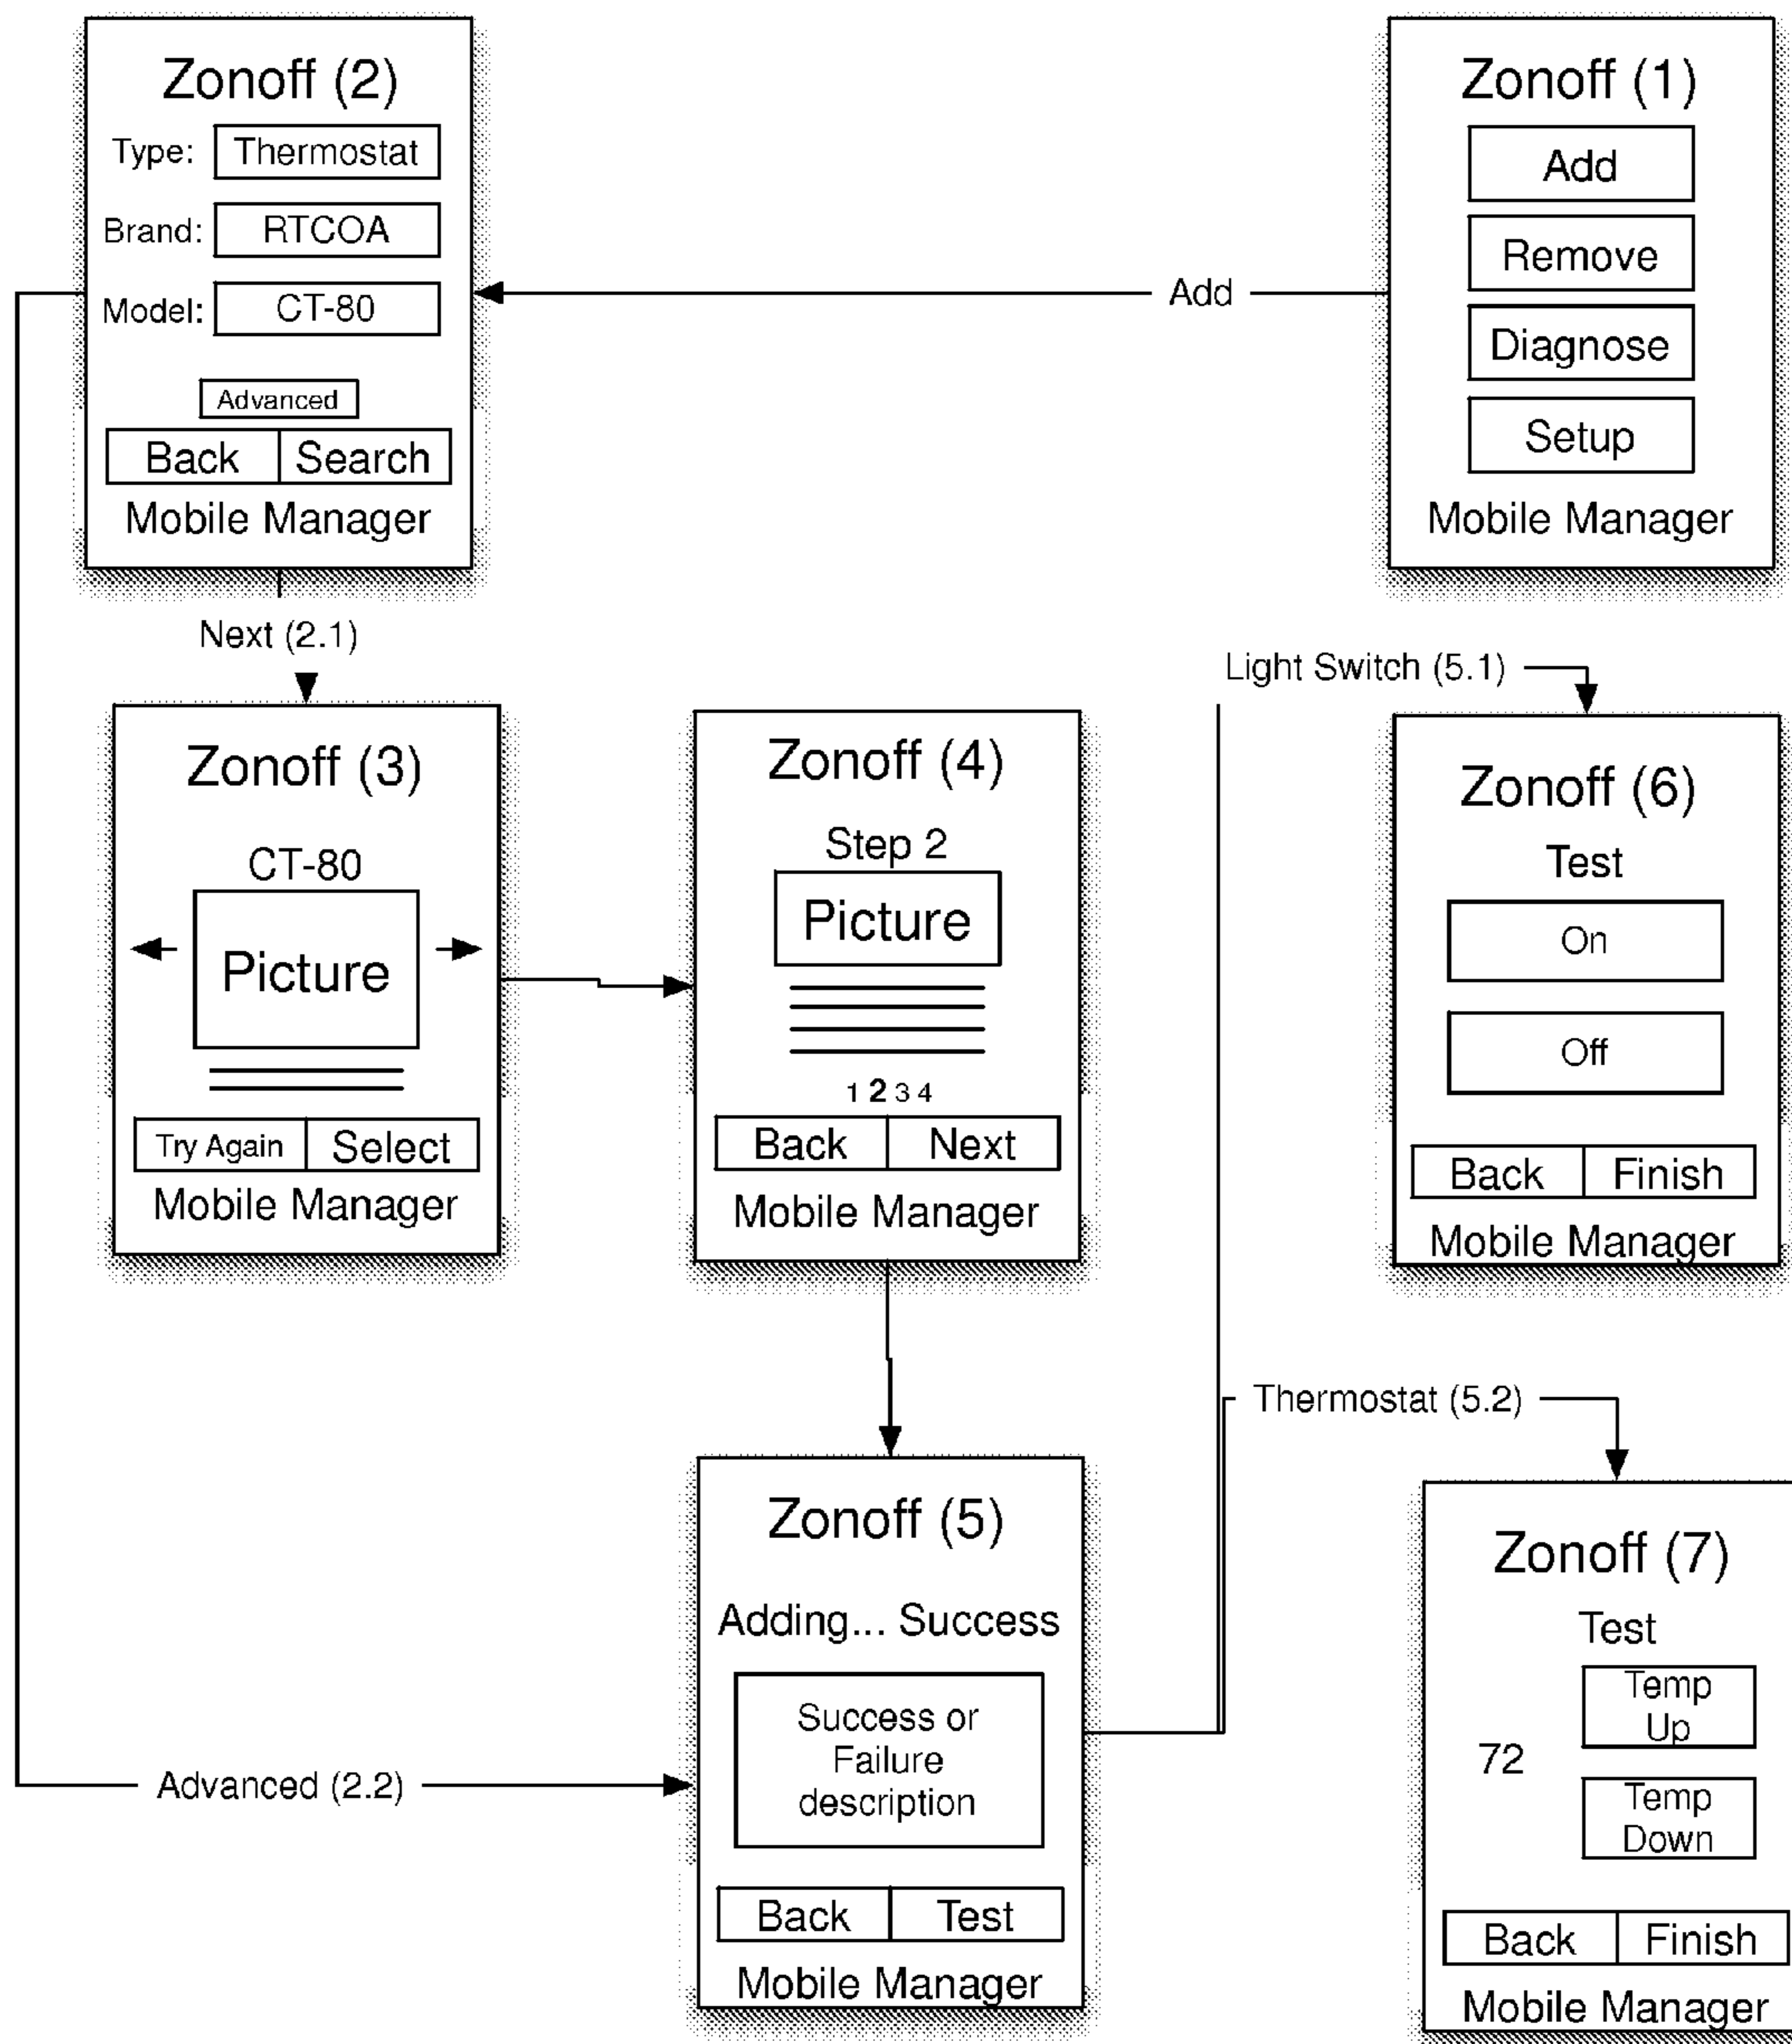 Zonoff (2)
Type: Thermostat
Brand: RTCOA
Model: CT-80
Advanced
Back Search
Mobile Manager
Add
Zonoff (1)
Add
Remove
Diagnose
Setup
Mobile Manager
Next (2.1)
Zonoff (3)
CT-80
Picture
Try Again Select
Mobile Manager
Zonoff (4)
Step 2
Picture
1 2 3 4
Back Next
Mobile Manager
Light Switch (5.1)
Zonoff (6)
Test
On
Off
Back Finish
Mobile Manager
Advanced (2.2)
Zonoff (5)
Adding... Success
Success or
Failure
description
Back Test
Mobile Manager
Thermostat (5.2)
Zonoff (7)
Test
Temp
Up
72
Temp
Down
Back Finish
Mobile Manager